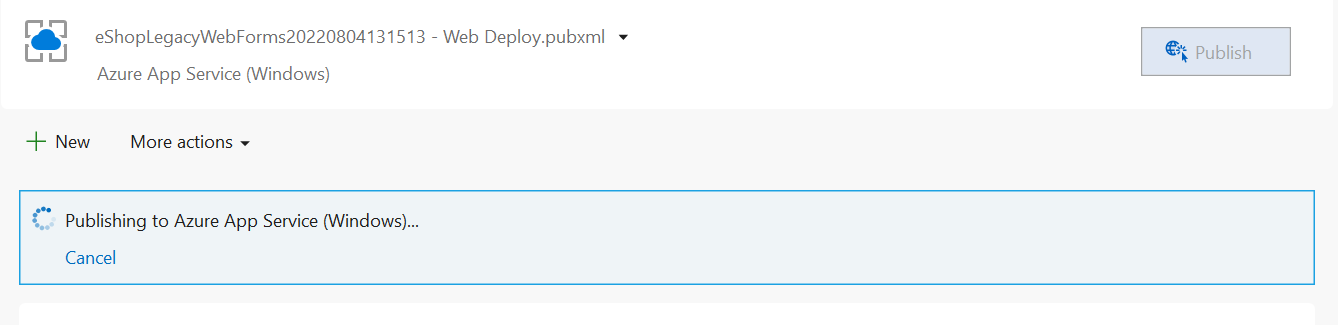 eShopLegacyWebForms20220804131513 - Web Deploy.pubxml
Azure App Service (Windows)
Publish
New
More actions
Publishing to Azure App Service (Windows)...
Cancel